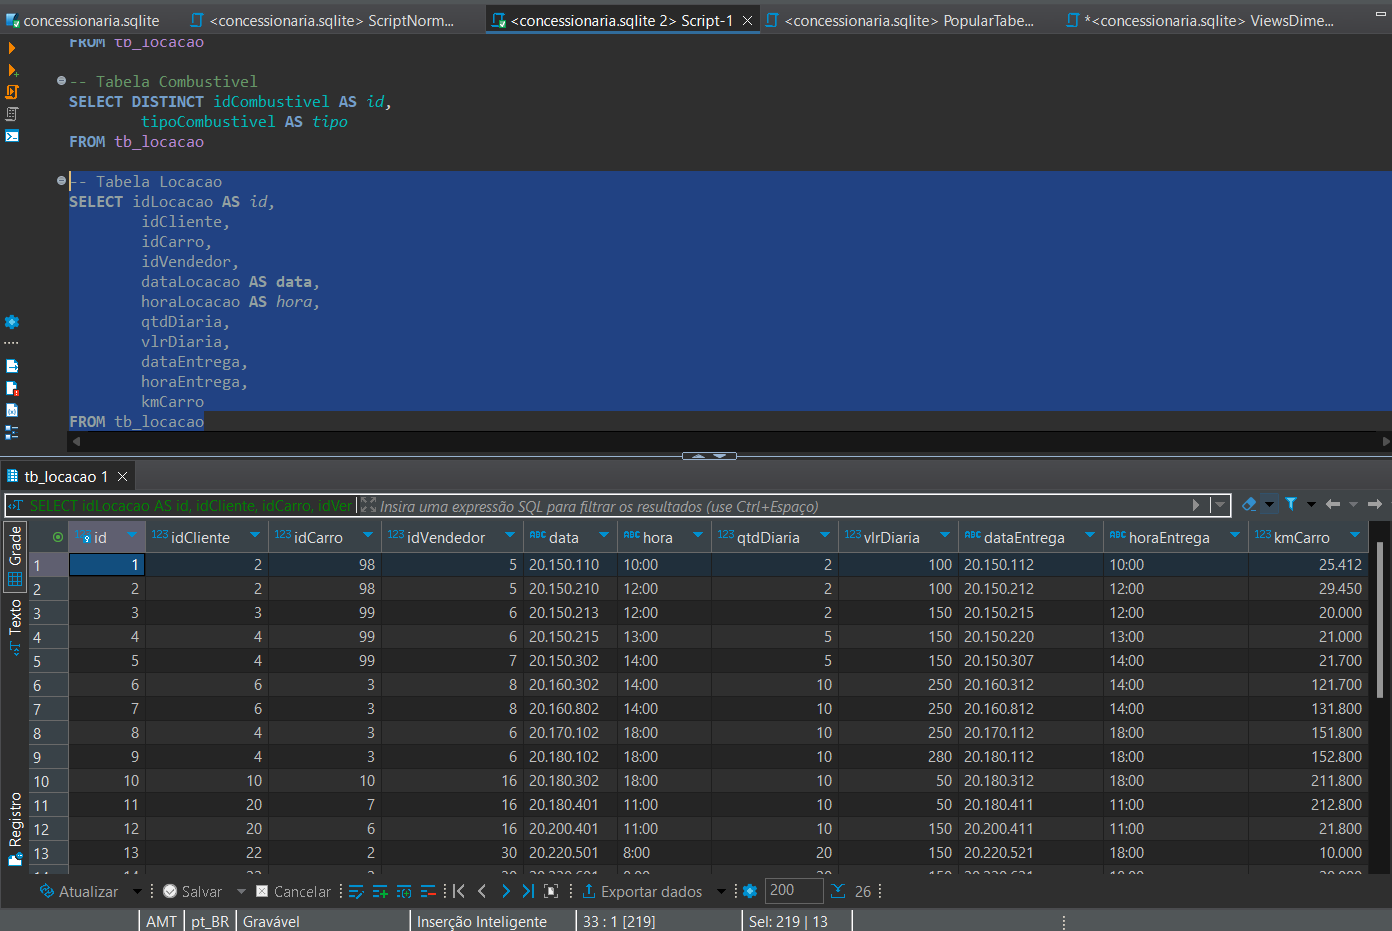 concessionaria.sqlite
<concessionaria.sqlite> ScriptNorm...
<concessionaria.sqlite 2> Script-1
<concessionaria.sqlite> PopularTabe...
*<concessionaria.sqlite> ViewsDime...
FROM tb_locacao
-- Tabela Combustivel
SELECT DISTINCT idCombustivel AS id,
tipoCombustivel AS tipo
FROM tb_locacao
-- Tabela Locacao
SELECT idLocacao AS id,
idCliente,
idCarro,
idVendedor,
dataLocacao AS data,
horaLocacao AS hora,
qtdDiaria,
vlrDiaria,
dataEntrega,
horaEntrega,
kmCarro
FROM tb_locacao
tb_locacao 1
SELECT idLocacao AS id, idCliente, idCarro, idVer
Insira uma expressão SQL para filtrar os resultados (use Ctrl+Espaço)
Grade
Texto
Registro
123 id 123 idCliente 123 idCarro 123 idVendedor ABC data ABC hora 123 qtdDiaria 123 vlrDiaria ABC dataEntrega ABC horaEntrega 123 kmCarro
1 1 2 98 5 20.150.110 10:00 2 100 20.150.112 10:00 25.412
2 2 2 98 5 20.150.210 12:00 2 100 20.150.212 12:00 29.450
3 3 3 99 6 20.150.213 12:00 2 150 20.150.215 12:00 20.000
4 4 4 99 6 20.150.215 13:00 5 150 20.150.220 13:00 21.000
5 5 4 99 7 20.150.302 14:00 5 150 20.150.307 14:00 21.700
6 6 6 3 8 20.160.302 14:00 10 250 20.160.312 14:00 121.700
7 7 6 3 8 20.160.802 14:00 10 250 20.160.812 14:00 131.800
8 8 4 3 6 20.170.102 18:00 10 250 20.170.112 18:00 151.800
9 9 4 3 6 20.180.102 18:00 10 280 20.180.112 18:00 152.800
10 10 10 10 16 20.180.302 18:00 10 50 20.180.312 18:00 211.800
11 11 20 7 16 20.180.401 11:00 10 50 20.180.411 11:00 212.800
12 12 20 6 16 20.200.401 11:00 10 150 20.200.411 11:00 21.800
13 13 22 2 30 20.220.501 8:00 20 150 20.220.521 18:00 10.000
Atualizar Salvar Cancelar Exportar dados 200 26
AMT pt_BR Gravável Inserção Inteligente 33 : 1 [219] Sel: 219 | 13